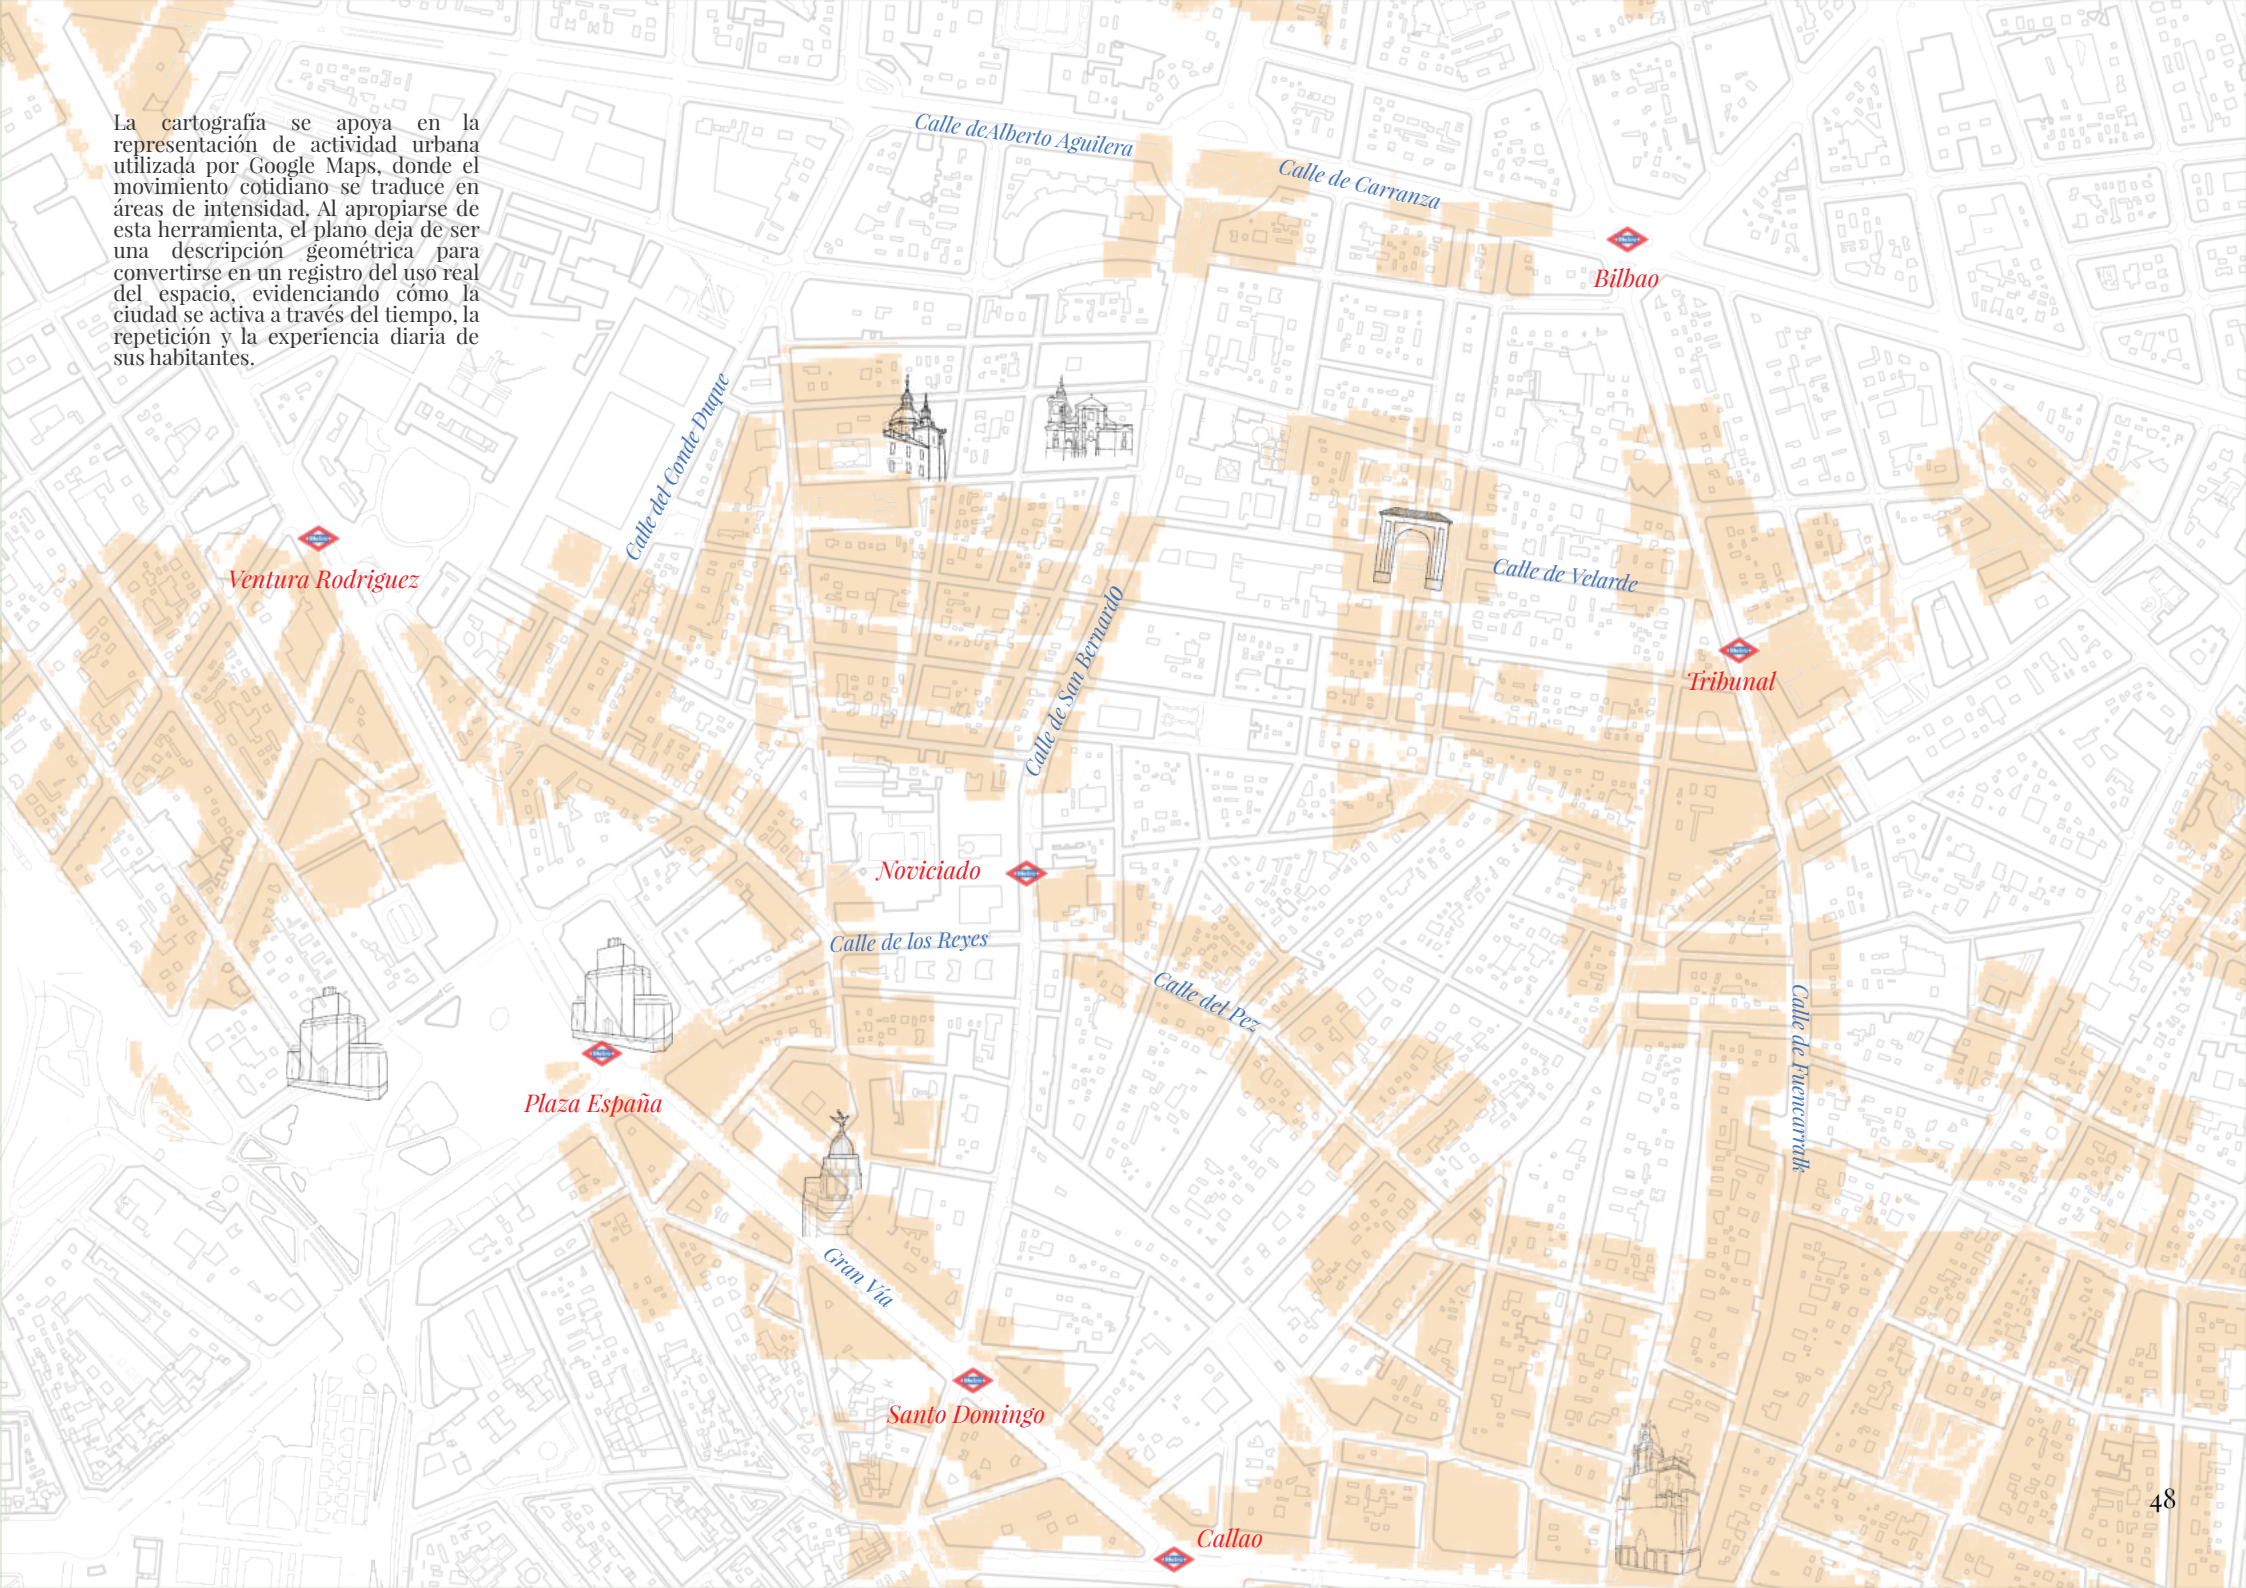 La cartografía se apoya en la
representación de actividad urbana
utilizada por Google Maps, donde el
movimiento cotidiano se traduce en
áreas de intensidad. Al apropiarse de
esta herramienta, el plano deja de ser
una descripción geométrica para
convertirse en un registro del uso real
del espacio, evidenciando cómo la
ciudad se activa a través del tiempo, la
repetición y la experiencia diaria de
sus habitantes.
Calle deAlberto Aguilera
Calle de Carranza
Bilbao
Calle del Conde Duque
Ventura Rodriguez
Calle de Velarde
Calle de San Bernardo
Tribunal
Noviciado
Calle de los Reyes
Calle del Pez
Calle de Fuencarralk
Plaza España
Gran Vía
Santo Domingo
Callao
48